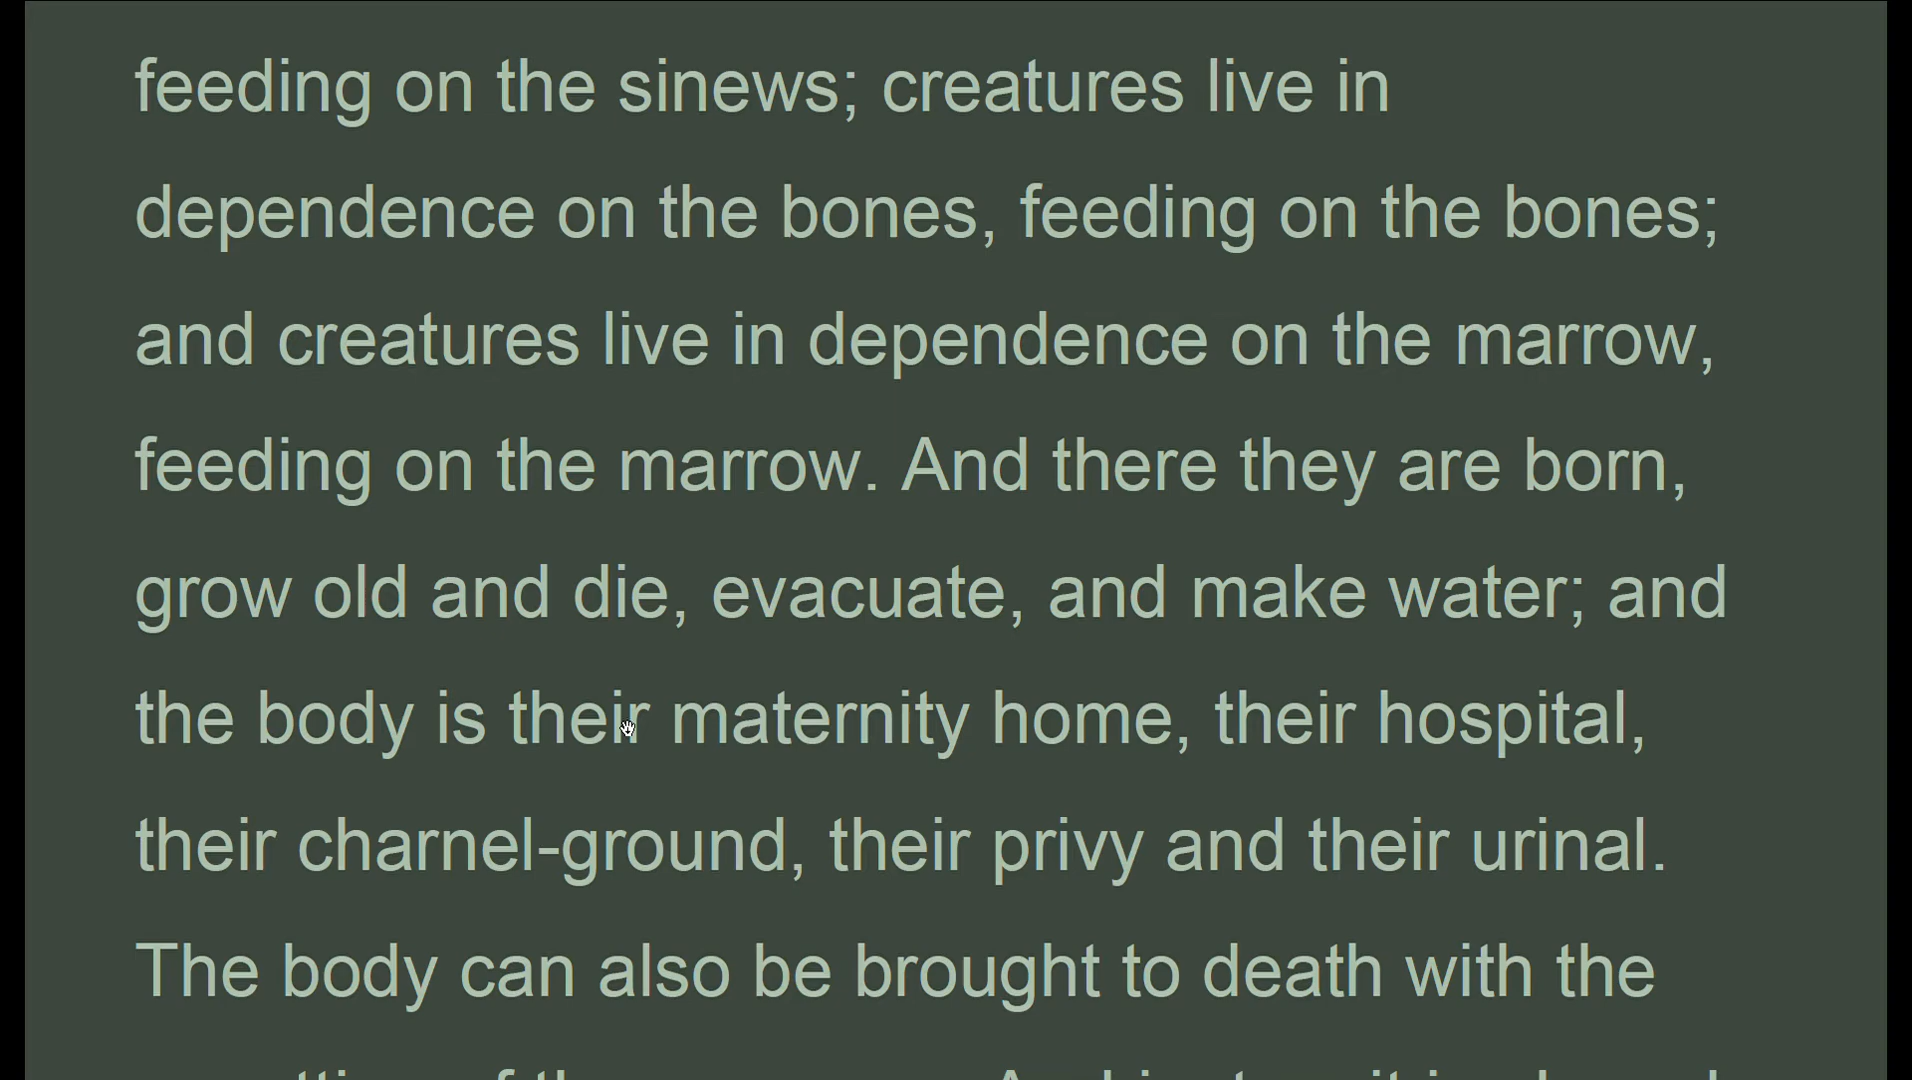 feeding on the sinews; creatures live in
dependence on the bones, feeding on the bones;
and creatures live in dependence on the marrow,
feeding on the marrow. And there they are born,
grow old and die, evacuate, and make water; and
the body is their maternity home, their hospital,
their charnel-ground, their privy and their urinal.
The body can also be brought to death with the